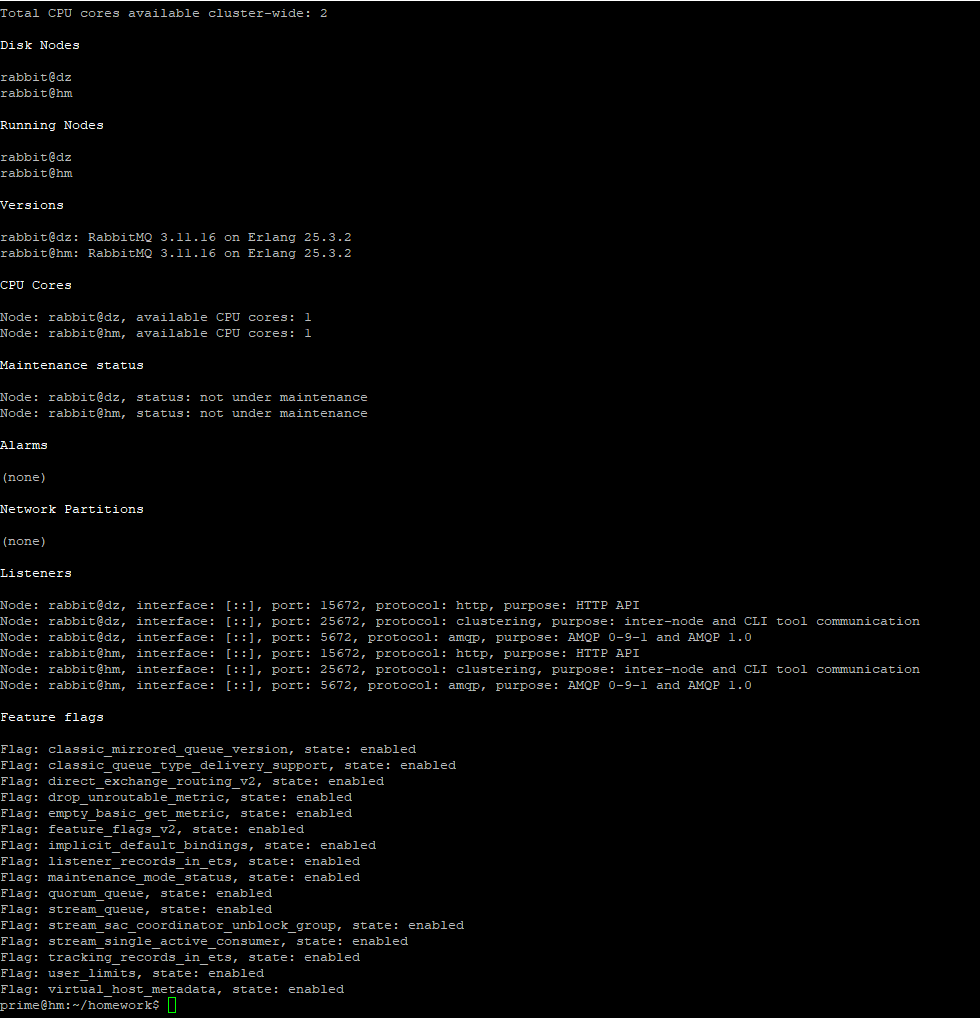 Total CPU cores available cluster-wide: 2
Disk Nodes
rabbit@dz
rabbit@hm
Running Nodes
rabbit@dz
rabbit@hm
Versions
rabbit@dz: RabbitMQ 3.11.16 on Erlang 25.3.2
rabbit@hm: RabbitMQ 3.11.16 on Erlang 25.3.2
CPU Cores
Node: rabbit@dz, available CPU cores: 1
Node: rabbit@hm, available CPU cores: 1
Maintenance status
Node: rabbit@dz, status: not under maintenance
Node: rabbit@hm, status: not under maintenance
Alarms
(none)
Network Partitions
(none)
Listeners
Node: rabbit@dz, interface: [::], port: 15672, protocol: http, purpose: HTTP API
Node: rabbit@dz, interface: [::], port: 25672, protocol: clustering, purpose: inter-node and CLI tool communication
Node: rabbit@dz, interface: [::], port: 5672, protocol: amqp, purpose: AMQP 0-9-1 and AMQP 1.0
Node: rabbit@hm, interface: [::], port: 15672, protocol: http, purpose: HTTP API
Node: rabbit@hm, interface: [::], port: 25672, protocol: clustering, purpose: inter-node and CLI tool communication
Node: rabbit@hm, interface: [::], port: 5672, protocol: amqp, purpose: AMQP 0-9-1 and AMQP 1.0
Feature flags
Flag: classic_mirrored_queue_version, state: enabled
Flag: classic_queue_type_delivery_support, state: enabled
Flag: direct_exchange_routing_v2, state: enabled
Flag: drop_unroutable_metric, state: enabled
Flag: empty_basic_get_metric, state: enabled
Flag: feature_flags_v2, state: enabled
Flag: implicit_default_bindings, state: enabled
Flag: listener_records_in_ets, state: enabled
Flag: maintenance_mode_status, state: enabled
Flag: quorum_queue, state: enabled
Flag: stream_queue, state: enabled
Flag: stream_sac_coordinator_unblock_group, state: enabled
Flag: stream_single_active_consumer, state: enabled
Flag: tracking_records_in_ets, state: enabled
Flag: user_limits, state: enabled
Flag: virtual_host_metadata, state: enabled
prime@hm:~/homework$